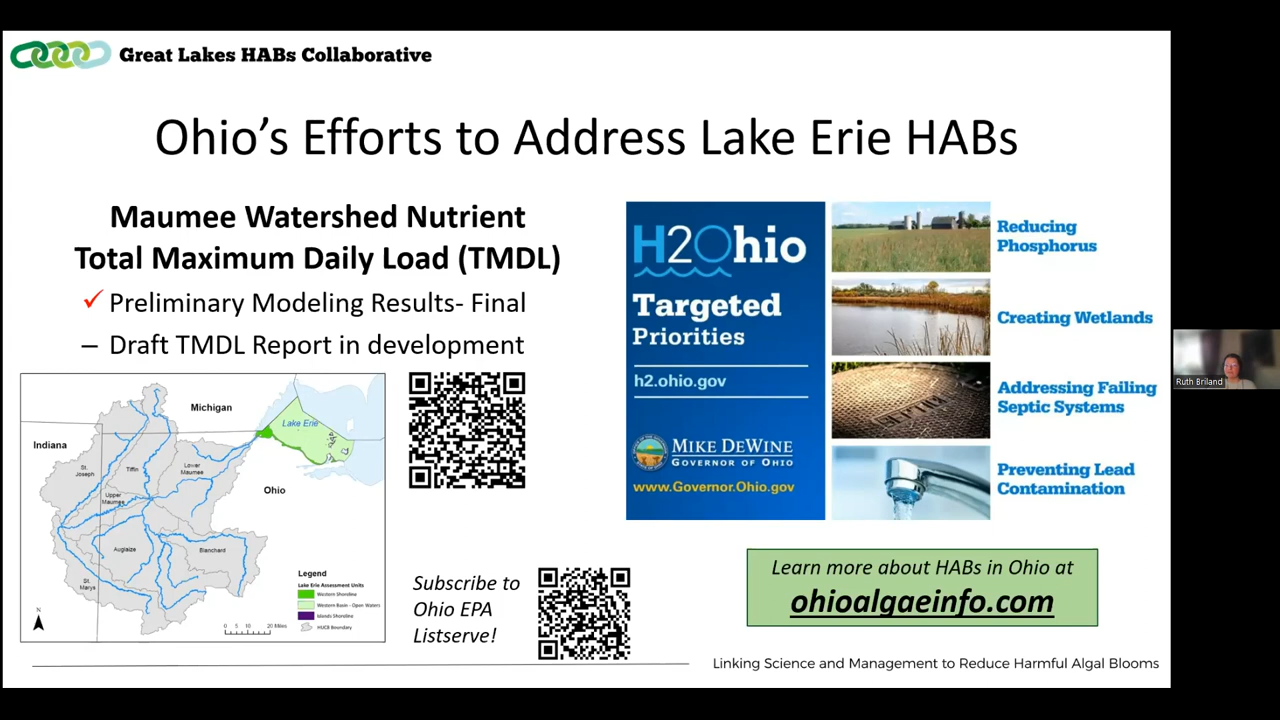 Great Lakes HABs Collaborative
Ohio's Efforts to Address Lake Erie HABs
Maumee Watershed Nutrient
Total Maximum Daily Load (TMDL)
✓ Preliminary Modeling Results- Final
– Draft TMDL Report in development
Michigan
Indiana
Lake Erie
Ohio
St.
Joseph
Tiffin
Lower
Maumee
Upper
Maumee
Auglaize
Blanchard
St.
Marys
N
Legend
Lake Erie Assessment Units
Western Shoreline
Western Basin - Open Waters
Islands Shoreline
HUC8 Boundary
0 5 10 20 Miles
Subscribe to
Ohio EPA
Listserve!
H2Ohio
Targeted
Priorities
h2.ohio.gov
MIKE DEWINE
GOVERNOR OF OHIO
www.Governor.Ohio.gov
Reducing
Phosphorus
Creating Wetlands
Addressing Failing
Septic Systems
Preventing Lead
Contamination
Learn more about HABs in Ohio at
ohioalgaeinfo.com
Linking Science and Management to Reduce Harmful Algal Blooms
Ruth Briland